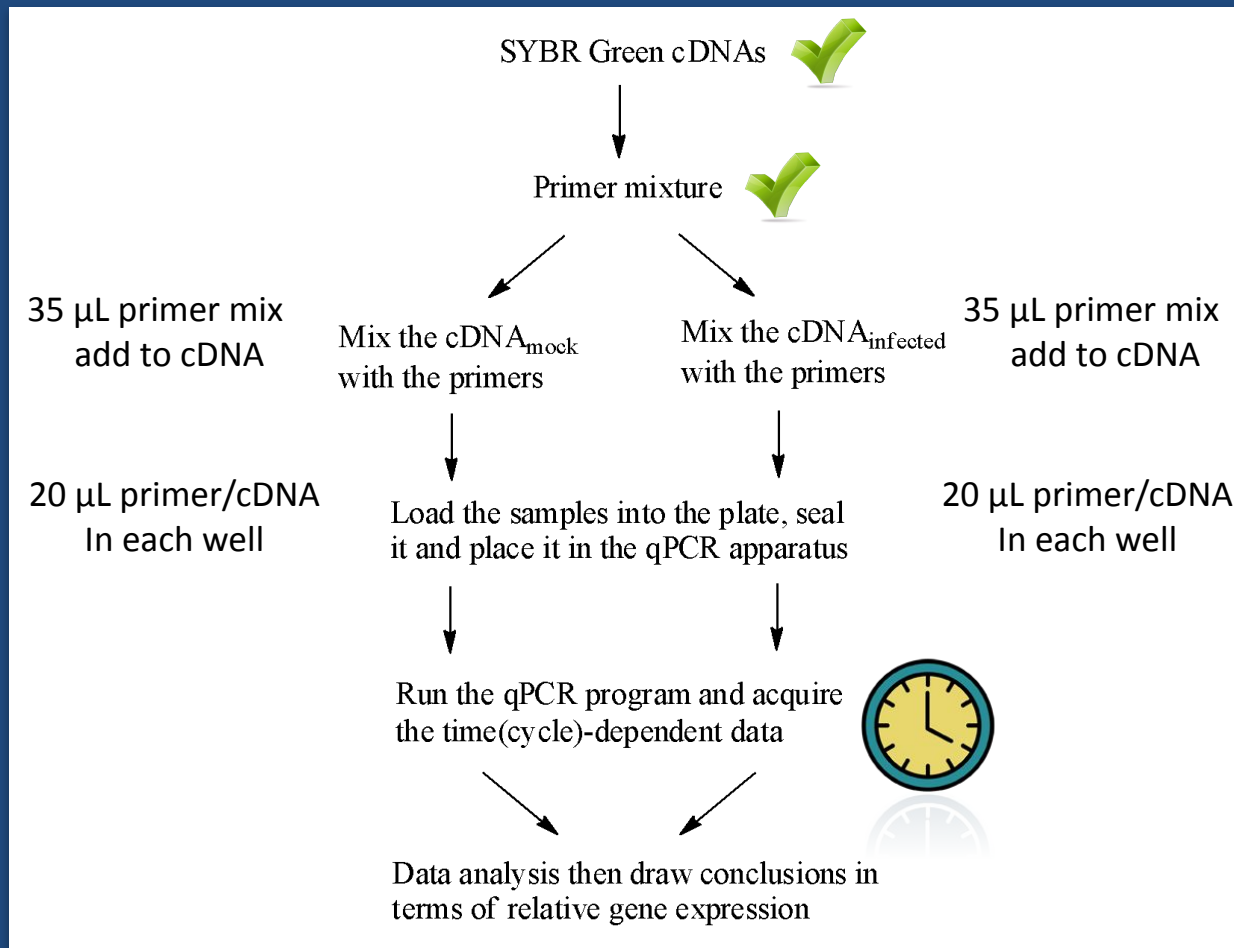 SYBR Green cDNAs
Primer mixture
35 µL primer mix
add to cDNA
Mix the cDNAmock
with the primers
Mix the cDNAinfected
with the primers
35 µL primer mix
add to cDNA
20 µL primer/cDNA
In each well
Load the samples into the plate, seal
it and place it in the qPCR apparatus
20 µL primer/cDNA
In each well
Run the qPCR program and acquire
the time(cycle)-dependent data
Data analysis then draw conclusions in
terms of relative gene expression